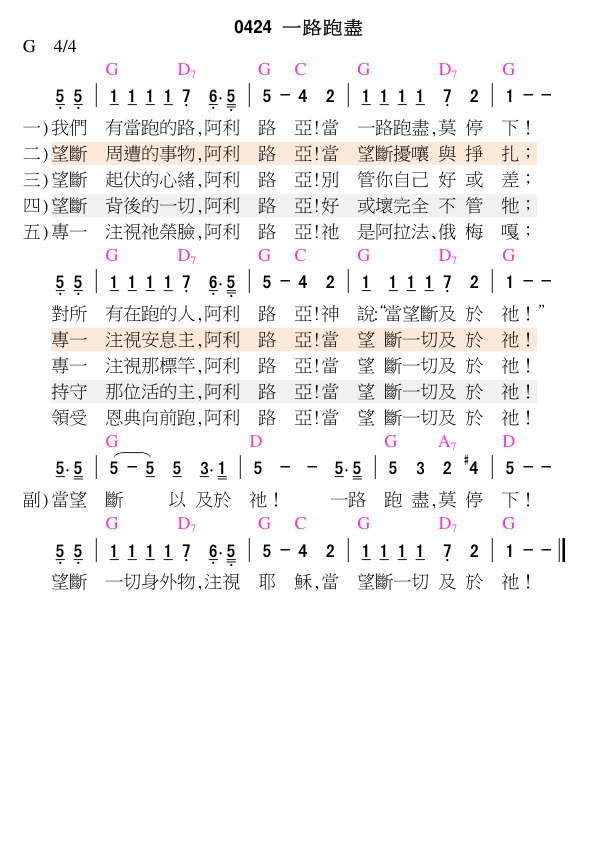 0424 一路跑盡
G 4/4
G D7 G C G D7 G
5 5 | 1 1 1 1 7 6· 5 | 5 - 4 2 | 1 1 1 1 7 2 | 1 - -
一)我們 有當跑的路,阿利 路 亞!當 一路跑盡,莫 停 下!
二)望斷 周遭的事物,阿利 路 亞!當 望斷擾嚷 與 掙 扎;
三)望斷 起伏的心緒,阿利 路 亞!別 管你自己 好 或 差;
四)望斷 背後的一切,阿利 路 亞!好 或壞完全 不 管 牠;
五)專一 注視祂榮臉,阿利 路 亞!祂 是阿拉法、俄 梅 嘎;
G D7 G C G D7 G
5 5 | 1 1 1 1 7 6· 5 | 5 - 4 2 | 1 1 1 1 7 2 | 1 - -
對所 有在跑的人,阿利 路 亞!神 說:“當望斷及 於 祂!”
專一 注視安息主,阿利 路 亞!當 望 斷一切及 於 祂!
專一 注視那標竿,阿利 路 亞!當 望 斷一切及 於 祂!
持守 那位活的主,阿利 路 亞!當 望 斷一切及 於 祂!
領受 恩典向前跑,阿利 路 亞!當 望 斷一切及 於 祂!
G D G A7 D
5· 5 | 5 - 5 5 3· 1 | 5 - - 5· 5 | 5 3 2 #4 | 5 - -
副)當望 斷 以 及於 祂! 一路 跑 盡,莫 停 下!
G D7 G C G D7 G
5 5 | 1 1 1 1 7 6· 5 | 5 - 4 2 | 1 1 1 1 7 2 | 1 - - ‖
望斷 一切身外物,注視 耶 穌,當 望斷一切 及 於 祂!